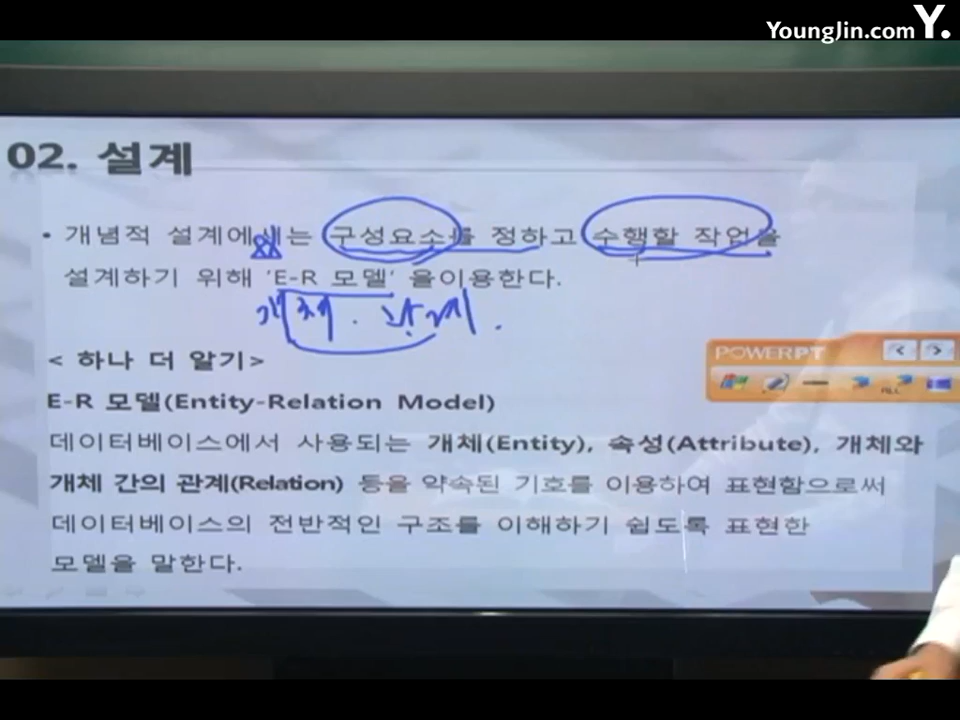 YoungJin.com Y.
02. 설계
• 개념적 설계에서는 구성요소를 정하고 수행할 작업을
설계하기 위해 'E-R 모델' 을이용한다.
개체 . 관계 .
< 하나 더 알기>
E-R 모델(Entity-Relation Model)
데이터베이스에서 사용되는 개체(Entity), 속성(Attribute), 개체와
개체 간의 관계(Relation) 등을 약속된 기호를 이용하여 표현함으로써
데이터베이스의 전반적인 구조를 이해하기 쉽도록 표현한
모델을 말한다.
POWERPT
ALL